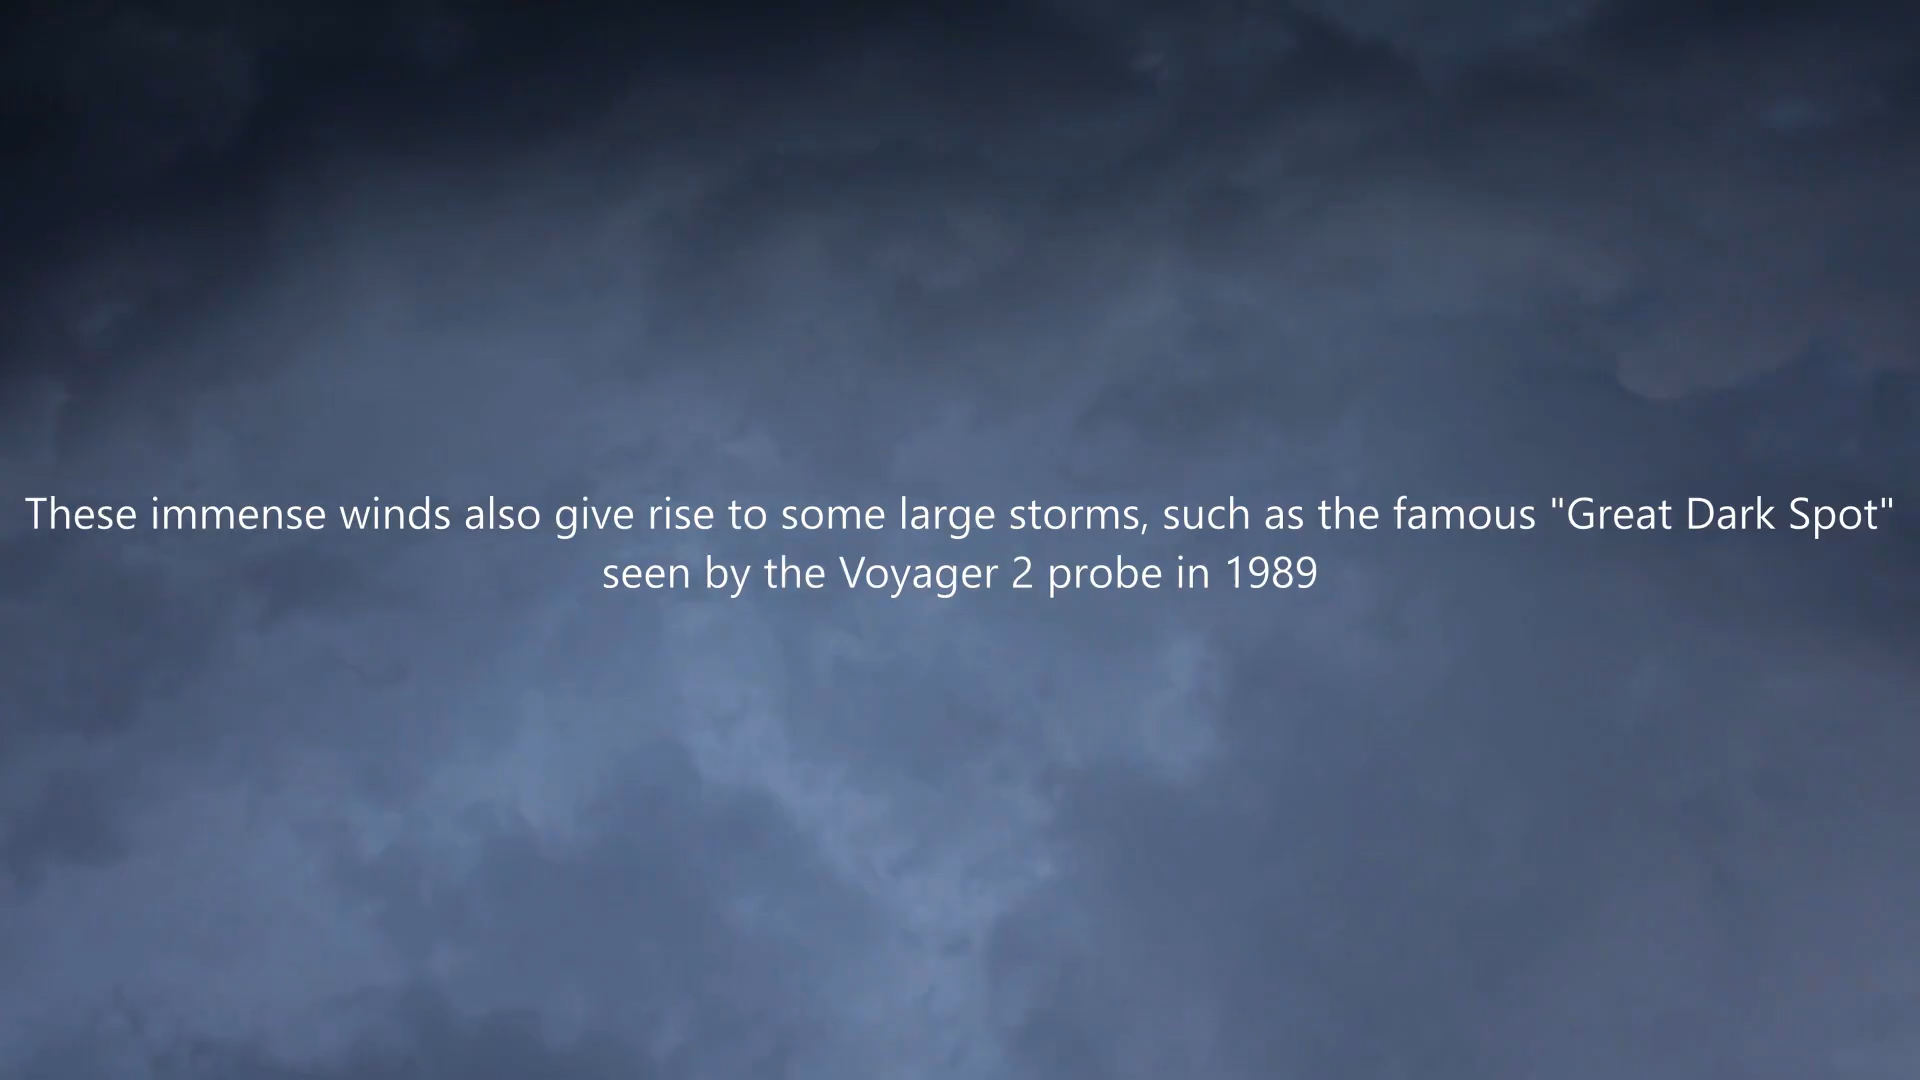 These immense winds also give rise to some large storms, such as the famous "Great Dark Spot"
seen by the Voyager 2 probe in 1989